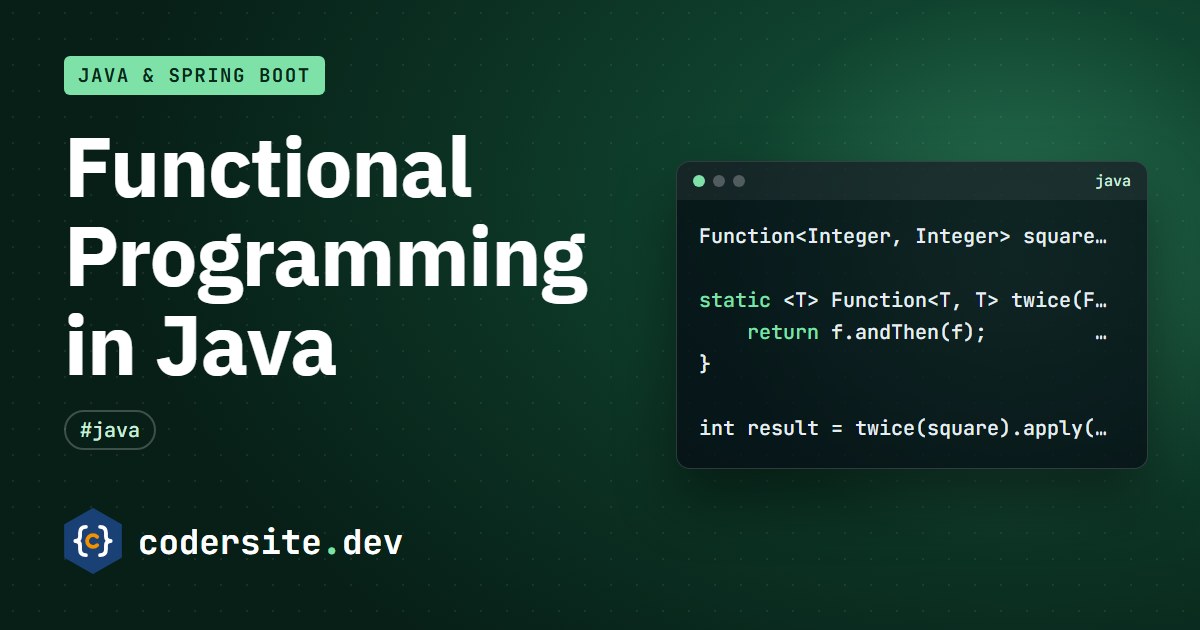 JAVA & SPRING BOOT
Functional
Programming
in Java
#java
{c} codersite.dev
java
Function<Integer, Integer> square…
static <T> Function<T, T> twice(F…
    return f.andThen(f);         …
}
int result = twice(square).apply(…